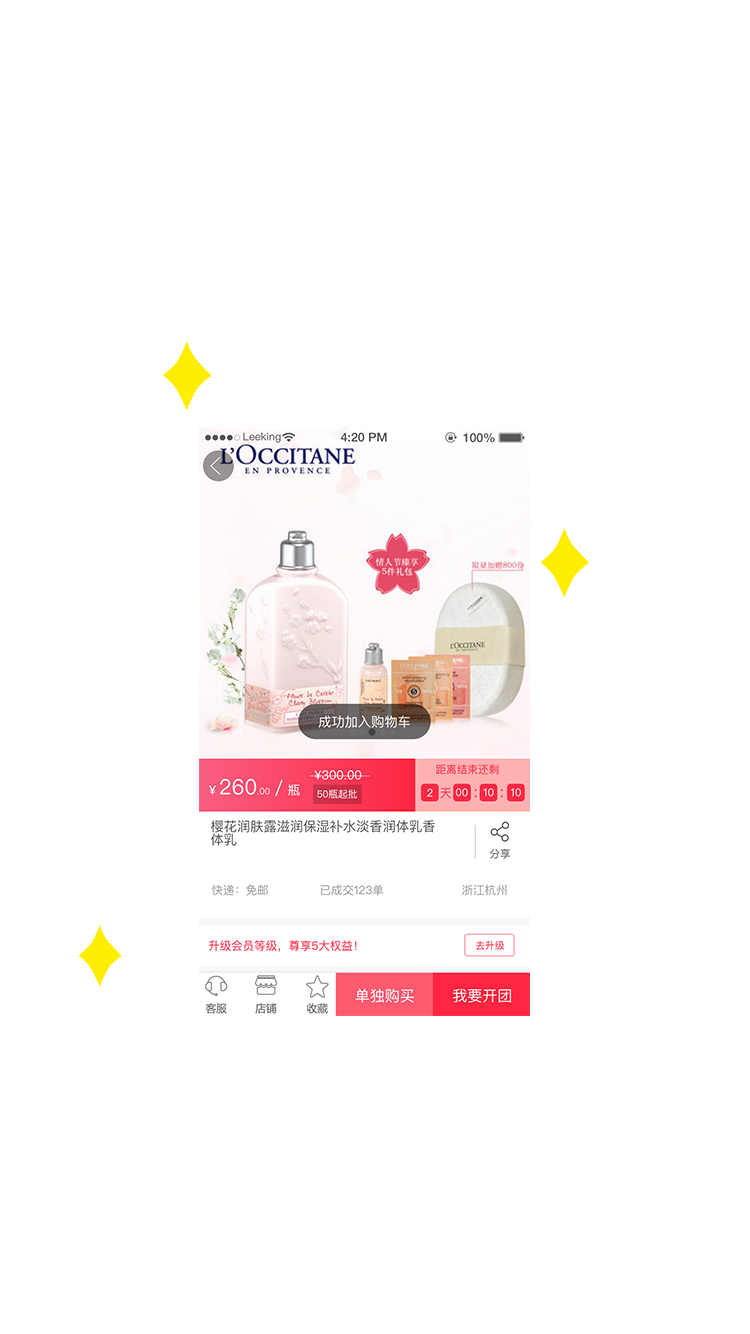 Leeking
4:20 PM
100%
L'OCCITANE
EN PROVENCE
情人节臻享
5件礼包
限量加赠800份
L'OCCITANE
Fleurs de Cerisier
Cherry Blossom
成功加入购物车
¥260.00 / 瓶
¥300.00
50瓶起批
距离结束还剩
2 天 00 : 10 : 10
樱花润肤露滋润保湿补水淡香润体乳香
体乳
分享
快递：免邮
已成交123单
浙江杭州
升级会员等级，尊享5大权益！
去升级
客服
店铺
收藏
单独购买
我要开团